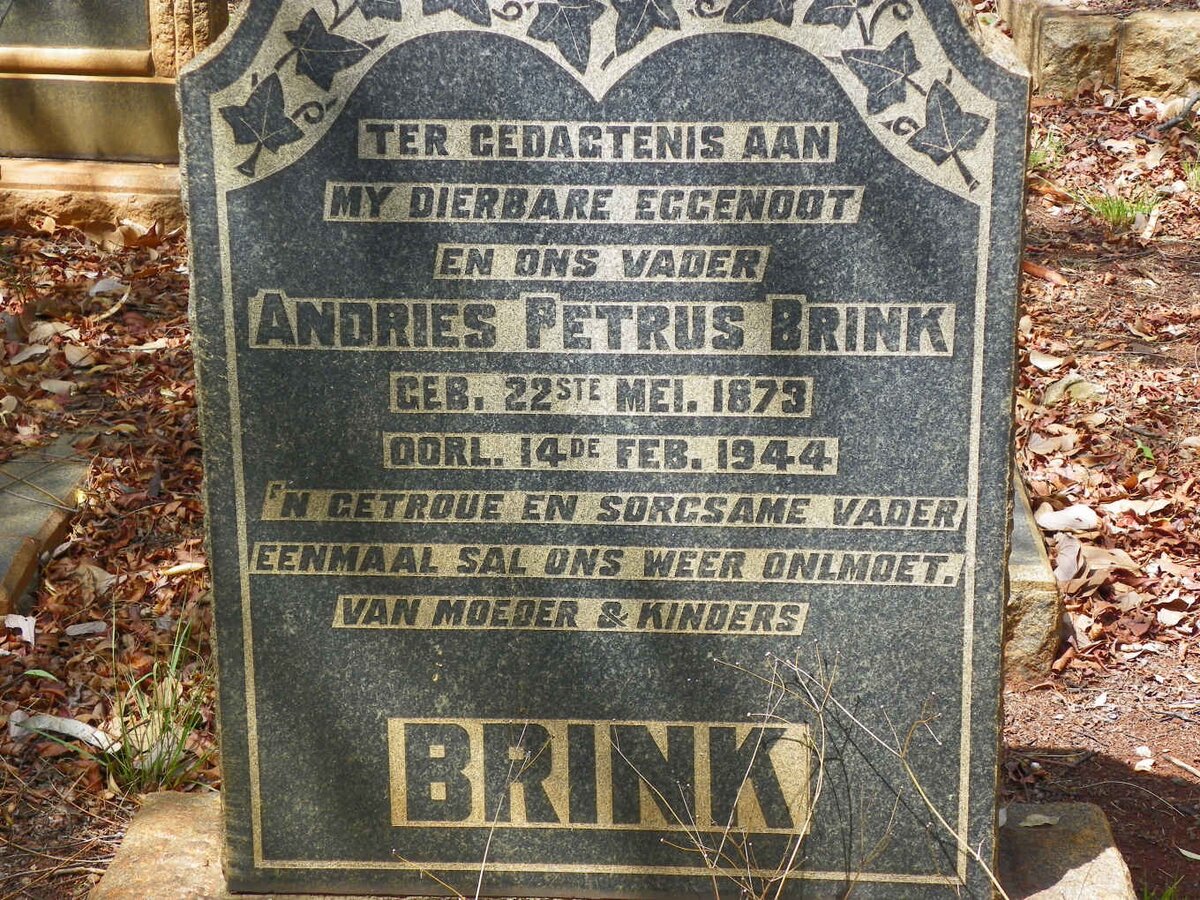 TER GEDAGTENIS AAN
MY DIERBARE EGGENOOT
EN ONS VADER
ANDRIES PETRUS BRINK
GEB. 22STE MEI. 1873
OORL. 14DE FEB. 1944
'N GETROUE EN SORGSAME VADER
EENMAAL SAL ONS WEER ONLMOET.
VAN MOEDER & KINDERS
BRINK